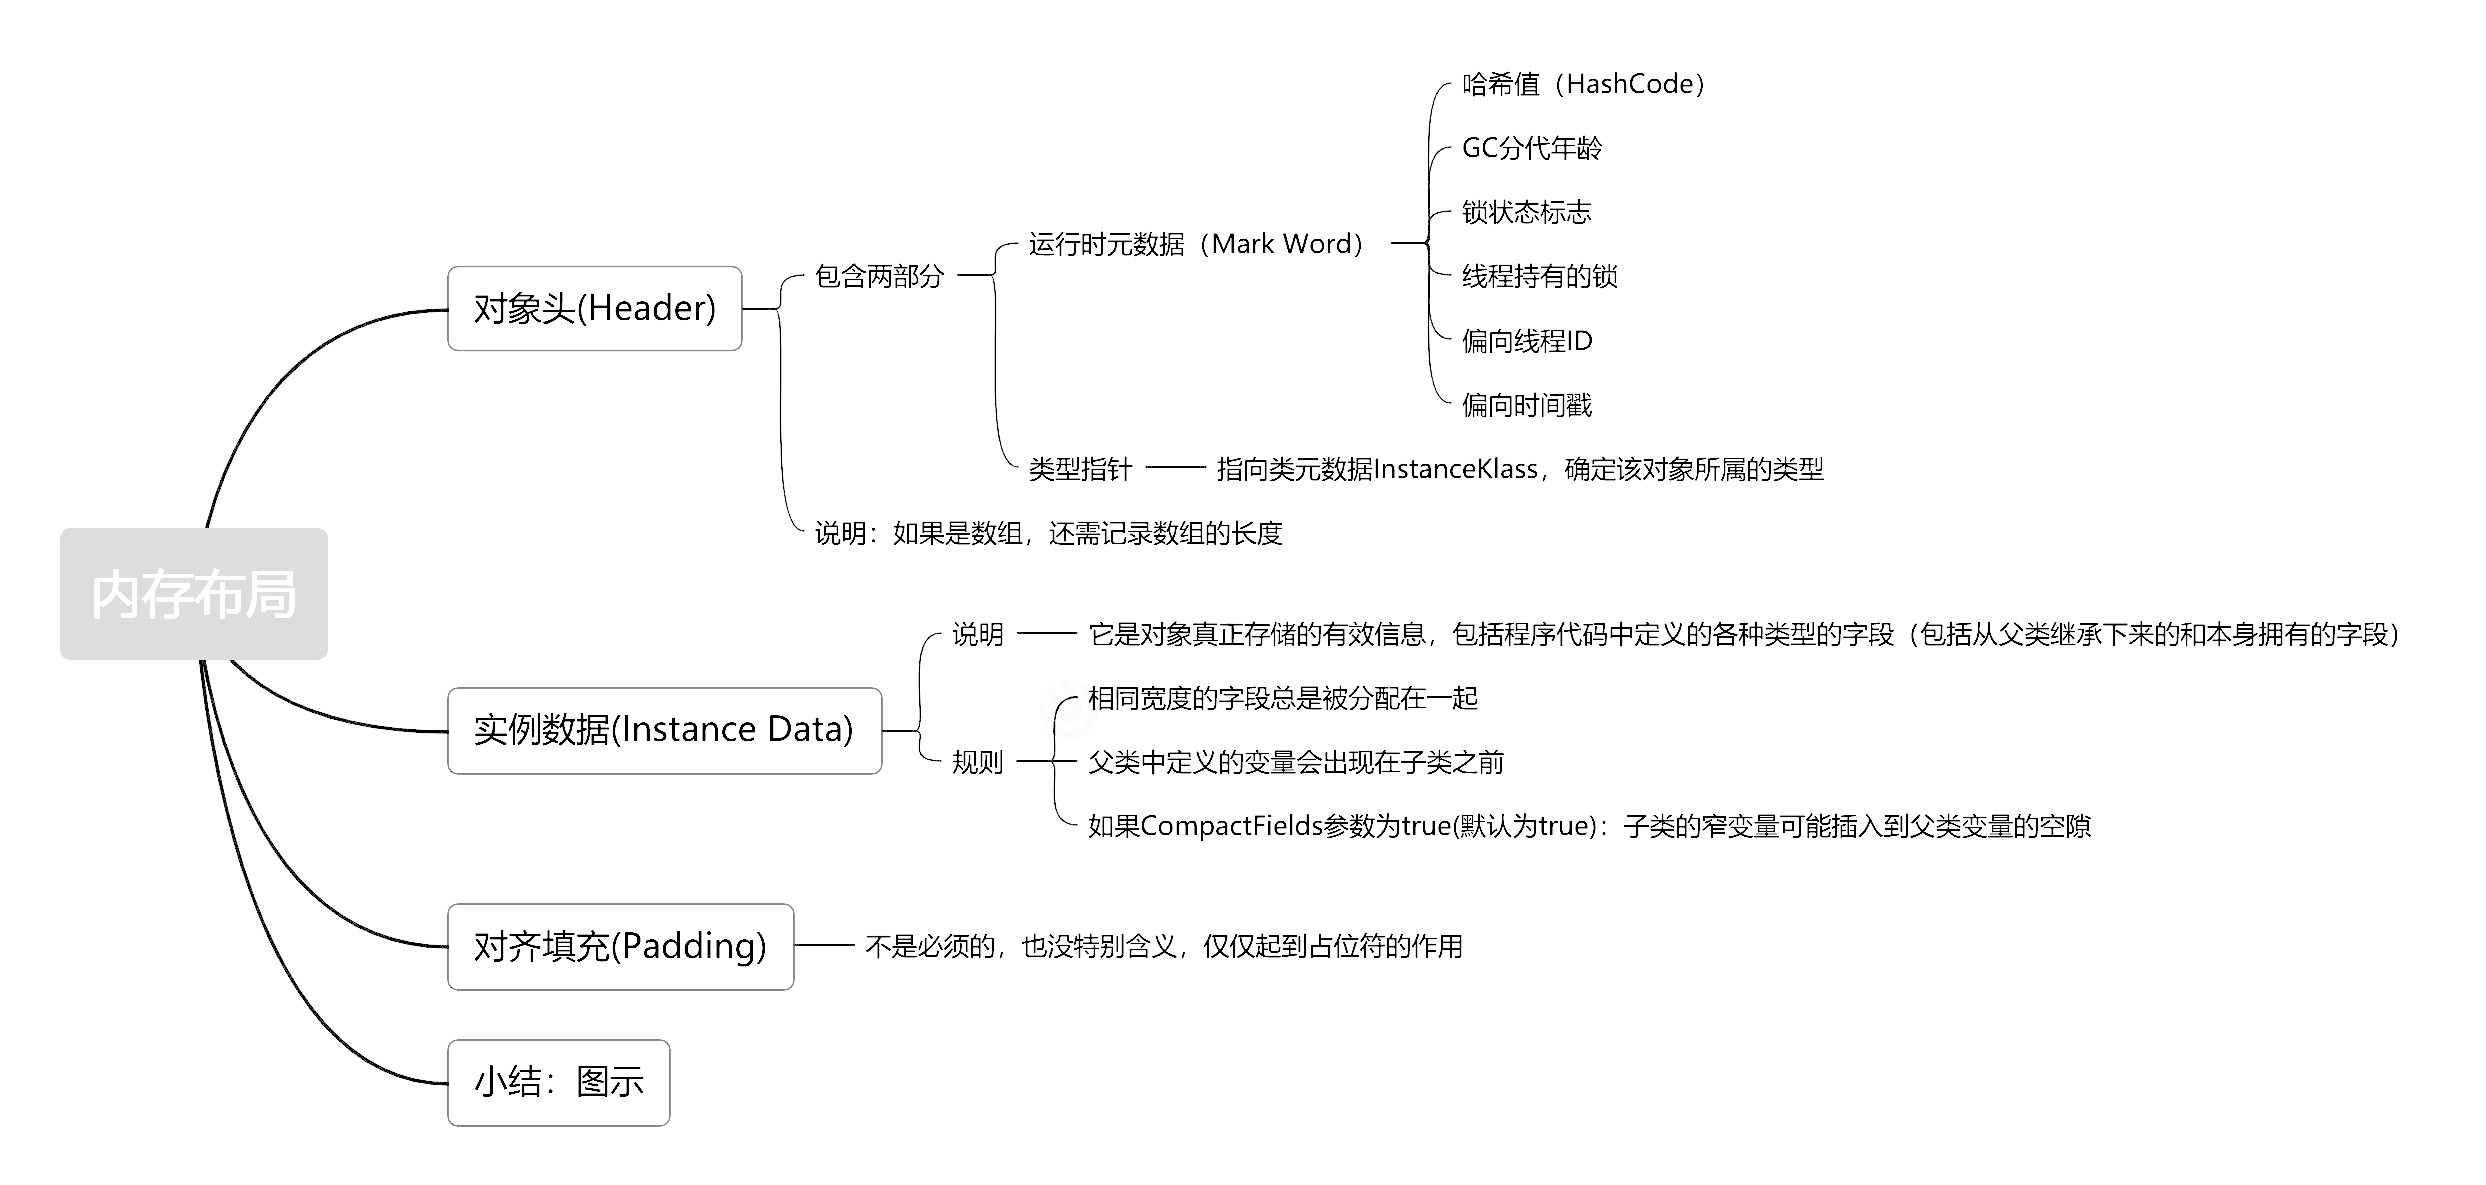 内存布局
对象头(Header)
包含两部分
运行时元数据（Mark Word）
哈希值（HashCode）
GC分代年龄
锁状态标志
线程持有的锁
偏向线程ID
偏向时间戳
类型指针
指向类元数据InstanceKlass，确定该对象所属的类型
说明：如果是数组，还需记录数组的长度
实例数据(Instance Data)
说明
它是对象真正存储的有效信息，包括程序代码中定义的各种类型的字段（包括从父类继承下来的和本身拥有的字段）
规则
相同宽度的字段总是被分配在一起
父类中定义的变量会出现在子类之前
如果CompactFields参数为true(默认为true)：子类的窄变量可能插入到父类变量的空隙
对齐填充(Padding)
不是必须的，也没特别含义，仅仅起到占位符的作用
小结：图示